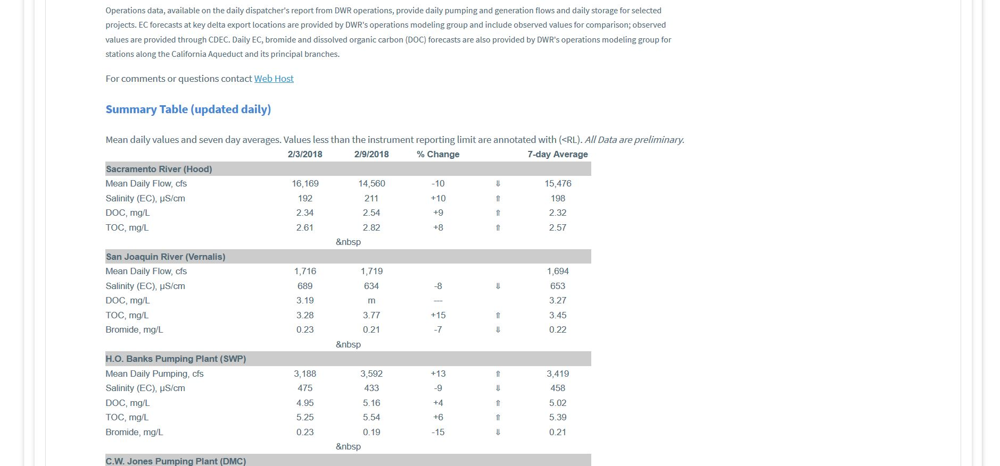 Operations data, available on the daily dispatcher's report from DWR operations, provide daily pumping and generation flows and daily storage for selected
projects. EC forecasts at key delta export locations are provided by DWR's operations modeling group and include observed values for comparison; observed
values are provided through CDEC. Daily EC, bromide and dissolved organic carbon (DOC) forecasts are also provided by DWR's operations modeling group for
stations along the California Aqueduct and its principal branches.
For comments or questions contact Web Host
Summary Table (updated daily)
Mean daily values and seven day averages. Values less than the instrument reporting limit are annotated with (<RL). All Data are preliminary.
2/3/2018 2/9/2018 % Change 7-day Average
Sacramento River (Hood)
Mean Daily Flow, cfs 16,169 14,560 -10 ⇓ 15,476
Salinity (EC), µS/cm 192 211 +10 ⇑ 198
DOC, mg/L 2.34 2.54 +9 ⇑ 2.32
TOC, mg/L 2.61 2.82 +8 ⇑ 2.57
&nbsp
San Joaquin River (Vernalis)
Mean Daily Flow, cfs 1,716 1,719 1,694
Salinity (EC), µS/cm 689 634 -8 ⇓ 653
DOC, mg/L 3.19 m --- 3.27
TOC, mg/L 3.28 3.77 +15 ⇑ 3.45
Bromide, mg/L 0.23 0.21 -7 ⇓ 0.22
&nbsp
H.O. Banks Pumping Plant (SWP)
Mean Daily Pumping, cfs 3,188 3,592 +13 ⇑ 3,419
Salinity (EC), µS/cm 475 433 -9 ⇓ 458
DOC, mg/L 4.95 5.16 +4 ⇑ 5.02
TOC, mg/L 5.25 5.54 +6 ⇑ 5.39
Bromide, mg/L 0.23 0.19 -15 ⇓ 0.21
&nbsp
C.W. Jones Pumping Plant (DMC)